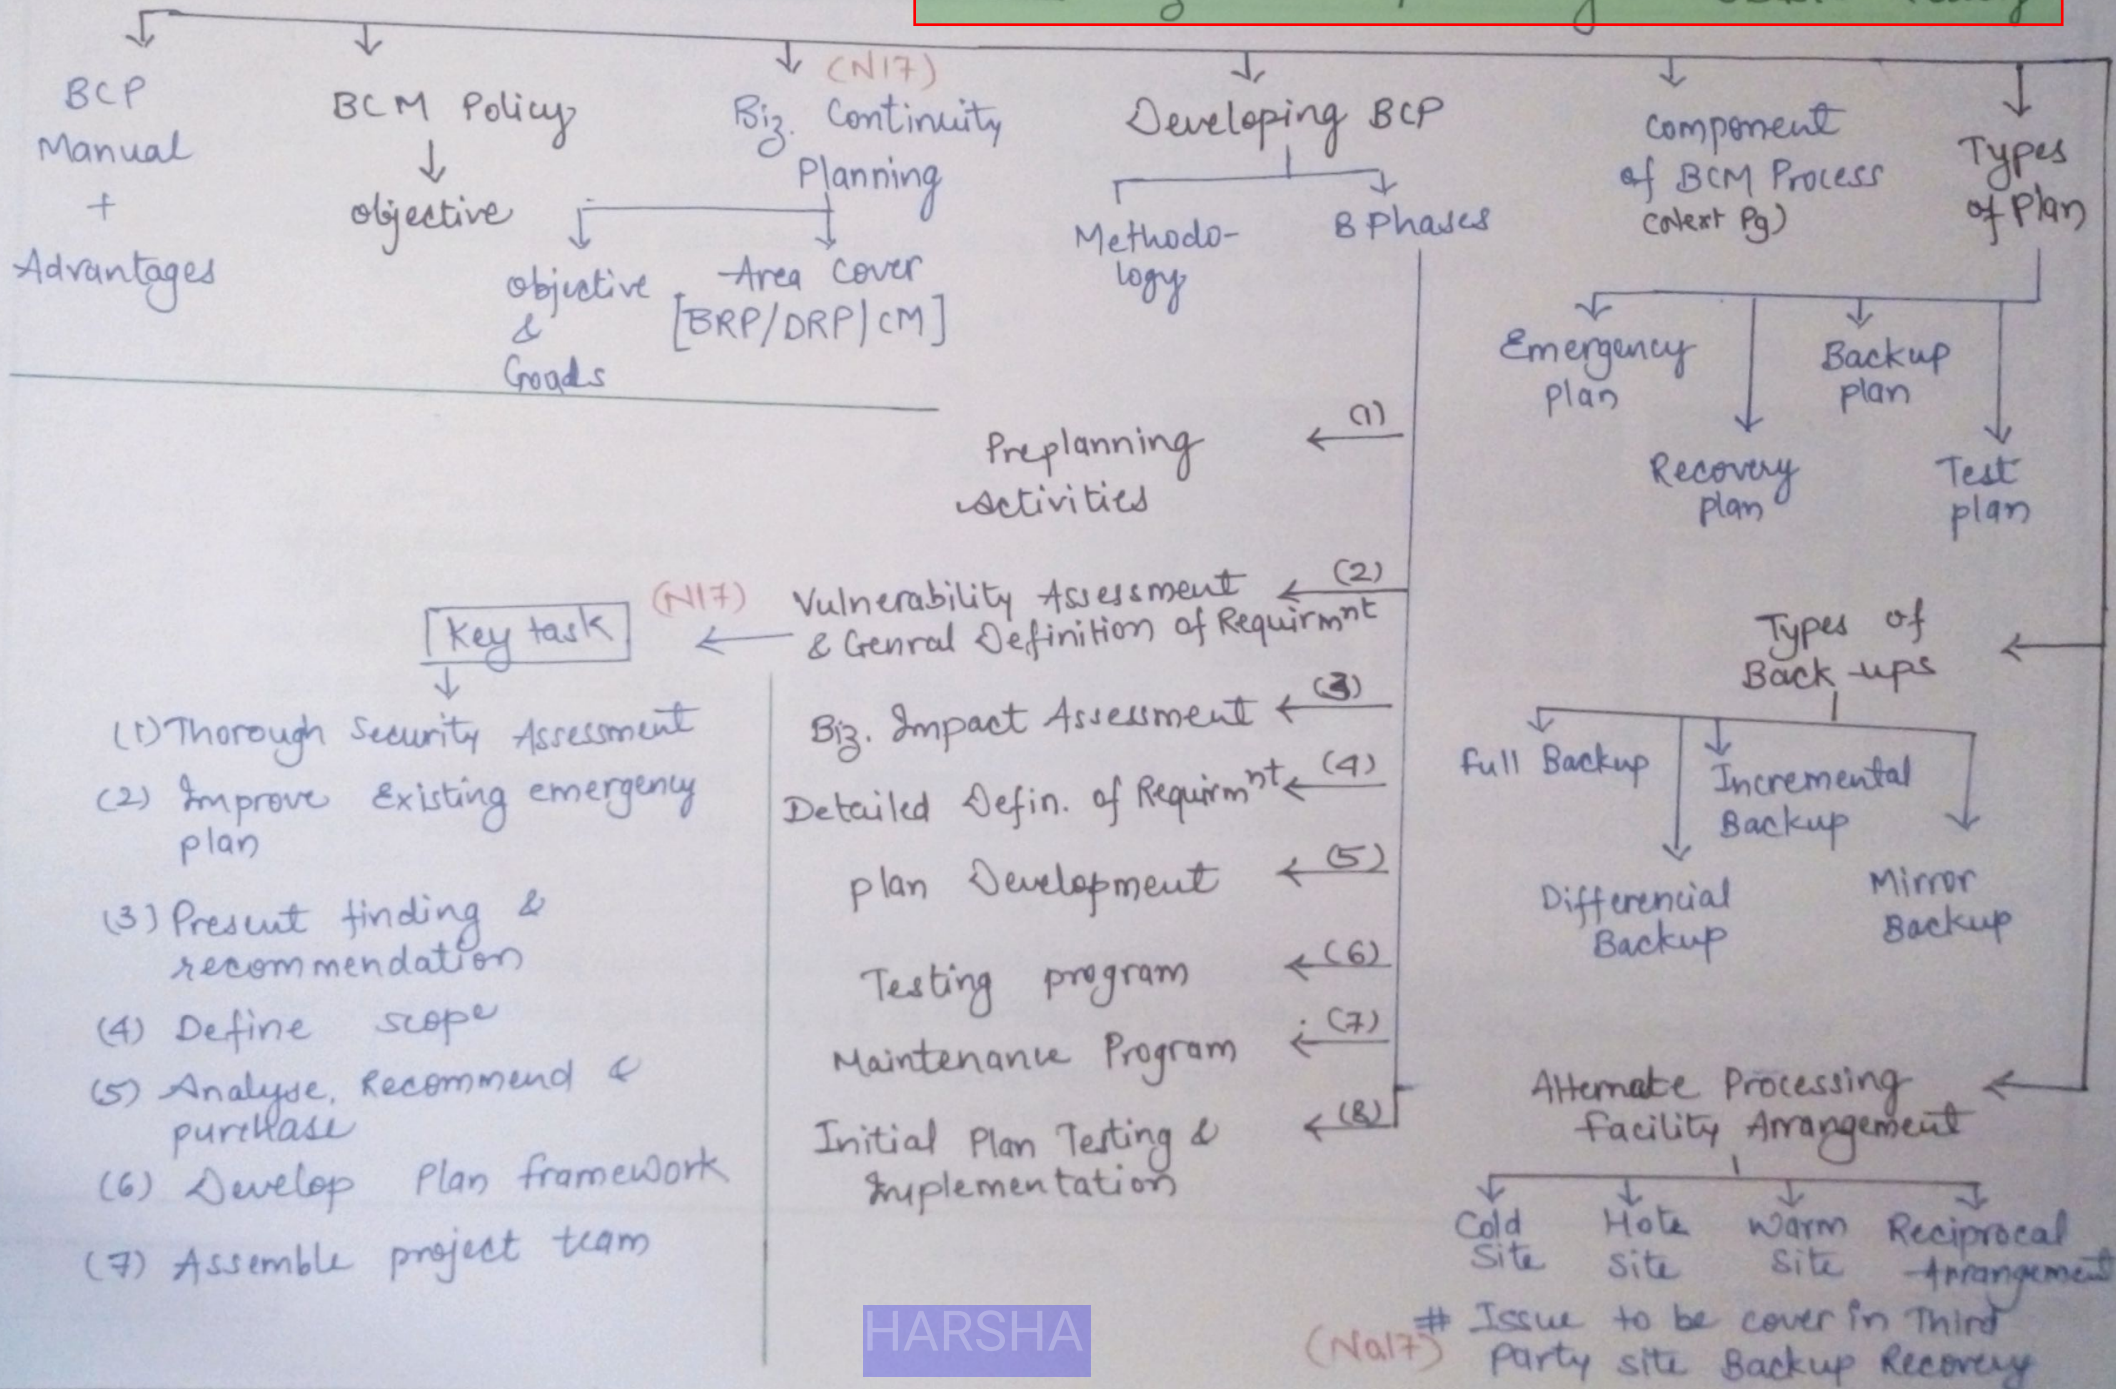 BCP
Manual
+
Advantages
BCM Policy
objective
(N17)
Biz. Continuity
Planning
objective
&
Goads
Area cover
[BRP/DRP/CM]
Developing BCP
Methodo-
logy
8 Phases
component
of BCM Process
(Next Pg)
Types
of Plan
Emergency
plan
Recovery
plan
Backup
plan
Test
plan
(1)
Preplanning
Activities
(2)
(N17) Vulnerability Assessment
& Genral Definition of Requirmnt
(3)
Biz. Impact Assessment
(4)
Detailed Defin. of Requirmnt
(5)
plan Development
(6)
Testing program
(7)
Maintenance Program
(8)
Initial Plan Testing &
Implementation
Key task
(1) Thorough Security Assessment
(2) Improve Existing emergency
plan
(3) Present finding &
recommendation
(4) Define scope
(5) Analyse, Recommend &
purchase
(6) Develop Plan framework
(7) Assemble project team
Types of
Back ups
Full Backup
Differencial
Backup
Incremental
Backup
Mirror
Backup
Alternate Processing
Facility Arrangement
Cold
Site
Hote
Site
Warm
Site
Reciprocal
Arrangement
# Issue to be cover in Third
(Na17) Party site Backup Recovery
HARSHA